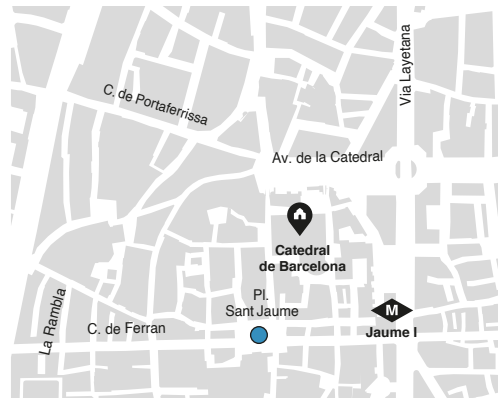 Via Layetana
C. de Portaferrissa
Av. de la Catedral
Catedral
de Barcelona
Pl.
Sant Jaume
La Rambla
C. de Ferran
M
Jaume I